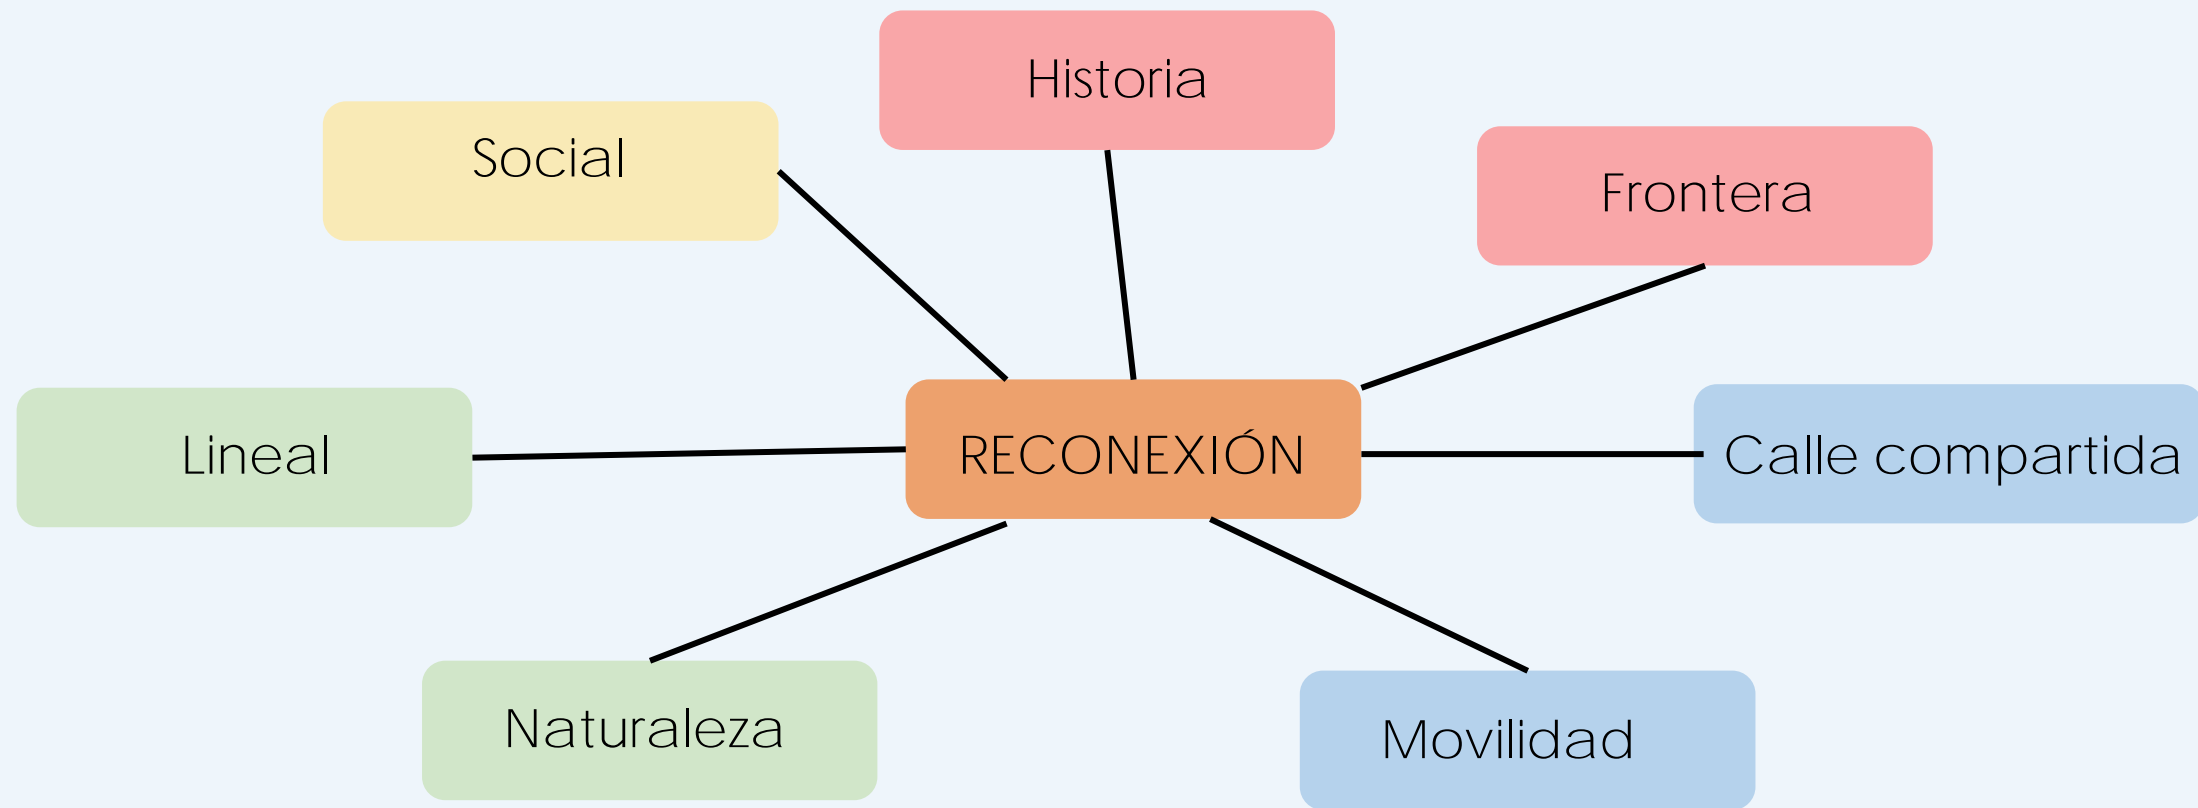 Historia
Social
Frontera
Lineal
RECONEXIÓN
Calle compartida
Naturaleza
Movilidad